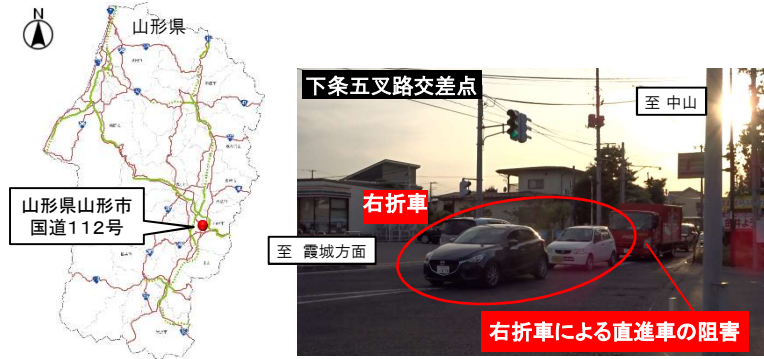 N
山形県
山形県山形市
国道112号
下条五叉路交差点
至 中山
右折車
至 霞城方面
右折車による直進車の阻害